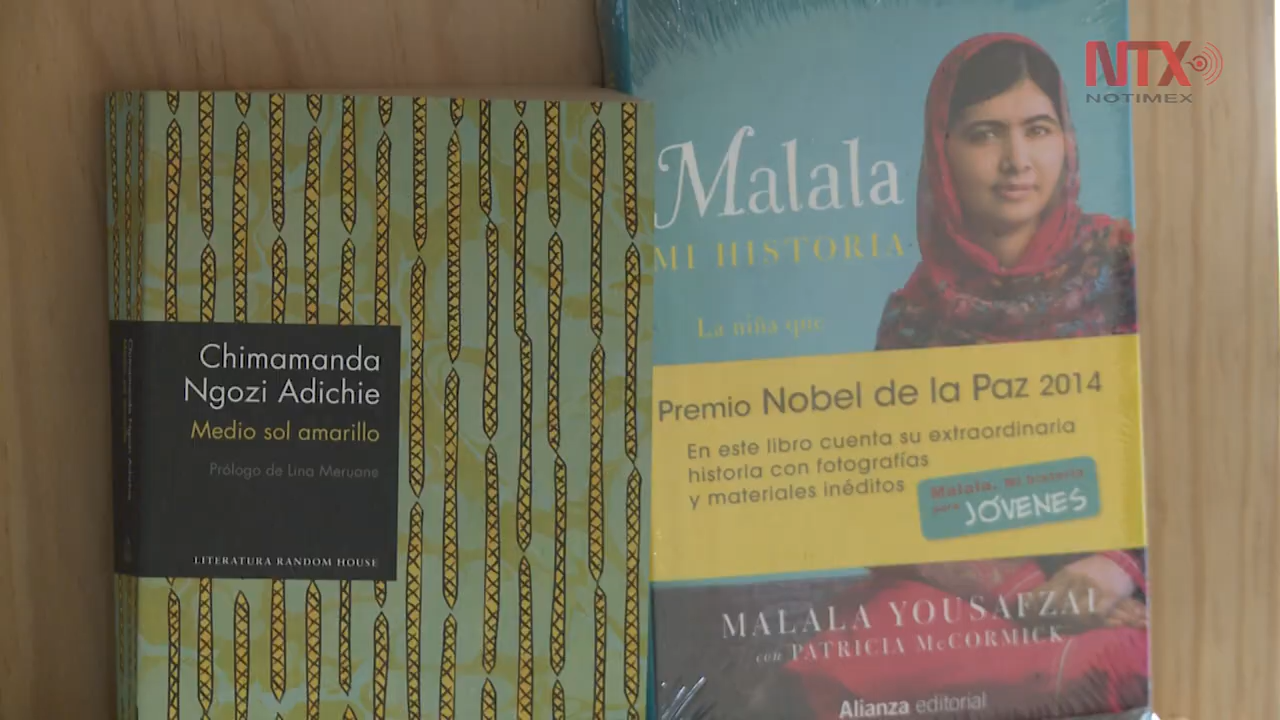 Chimamanda
Ngozi Adichie
Medio sol amarillo
Prólogo de Lina Meruane
LITERATURA RANDOM HOUSE
Malala
MI HISTORIA
La niña que
Premio Nobel de la Paz 2014
En este libro cuenta su extraordinaria
historia con fotografías
y materiales inéditos
Malala. Mi historia
para JÓVENES
MALALA YOUSAFZAI
con PATRICIA McCORMICK
Alianza editorial
NTX
NOTIMEX